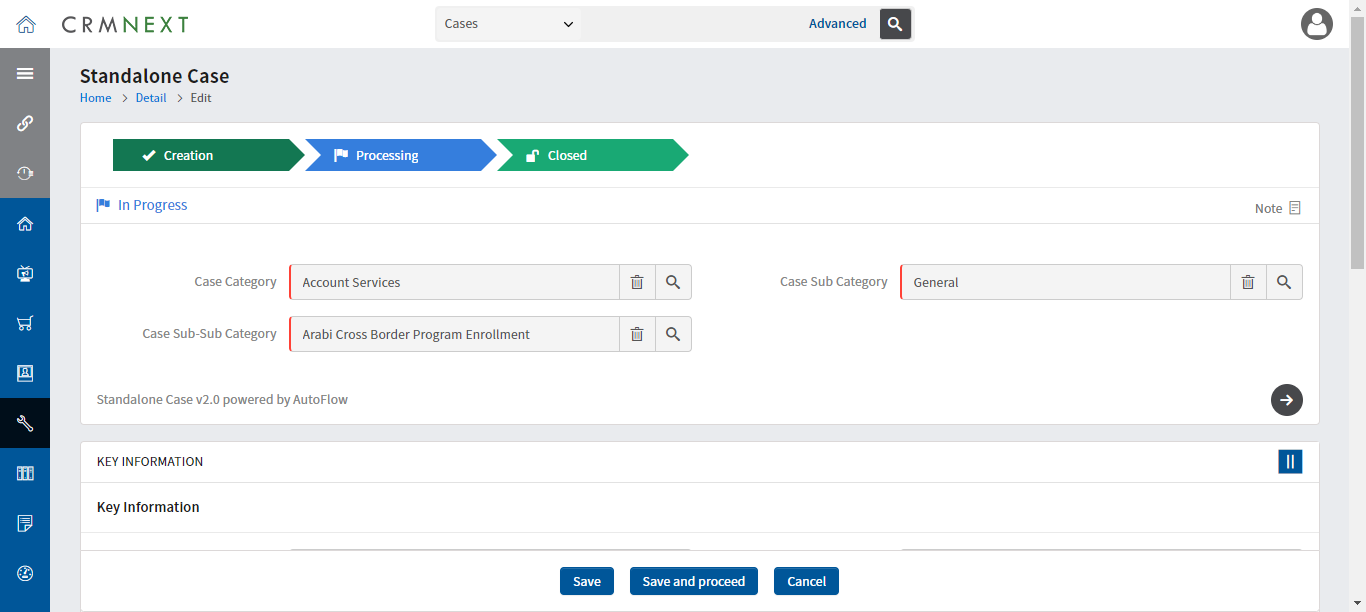 CRMNEXT
Cases
Advanced
Standalone Case
Home > Detail > Edit
Creation
Processing
Closed
In Progress
Note
Case Category
Account Services
Case Sub Category
General
Case Sub-Sub Category
Arabi Cross Border Program Enrollment
Standalone Case v2.0 powered by AutoFlow
KEY INFORMATION
Key Information
Save
Save and proceed
Cancel